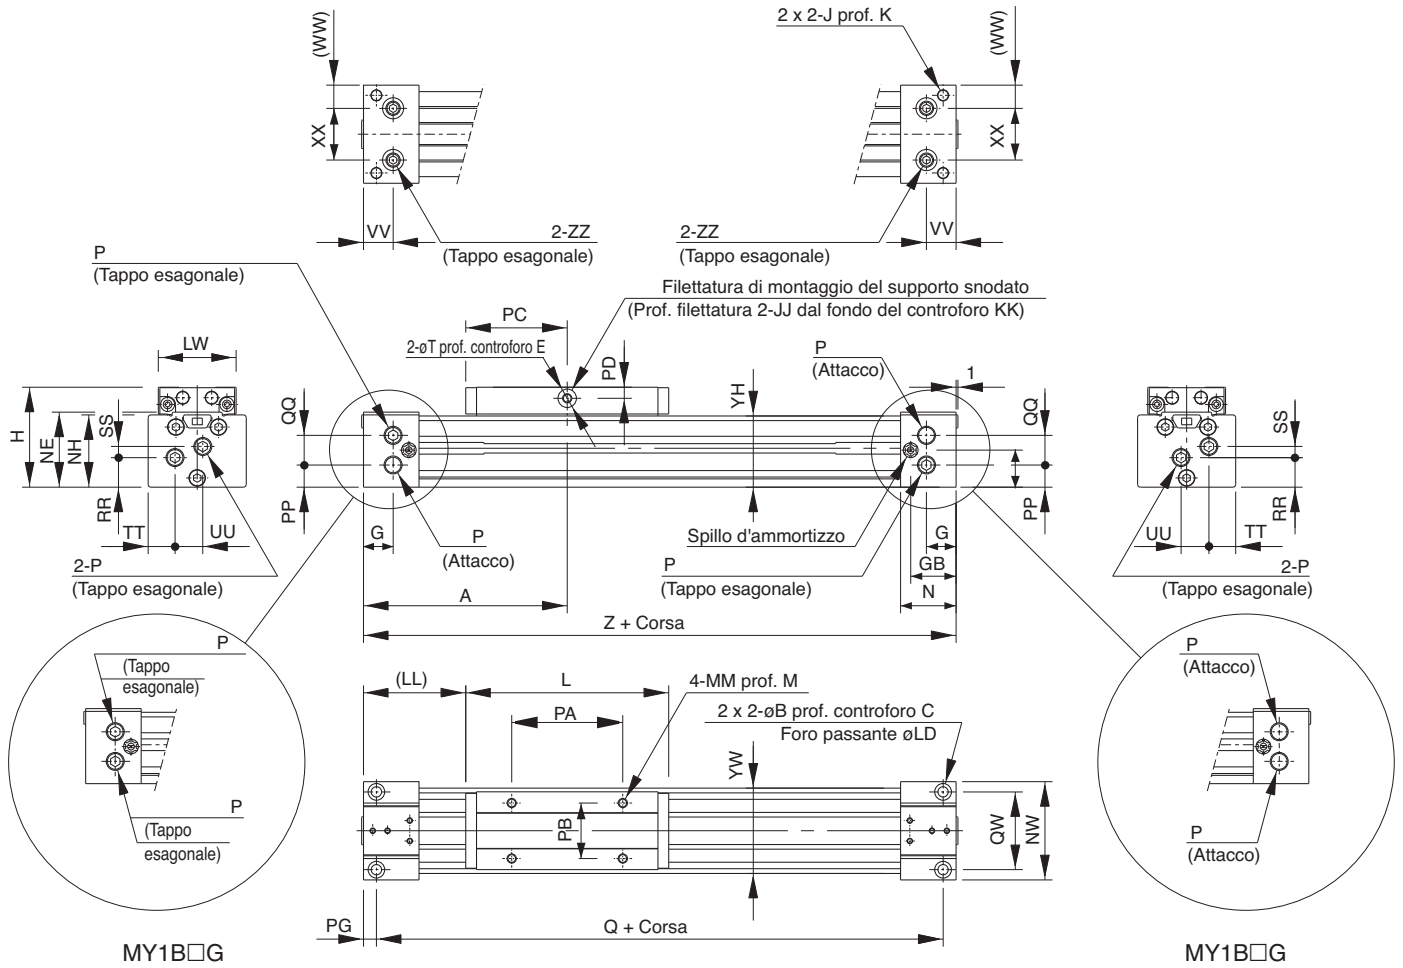 2 x 2-J prof. K
(WW)
(WW)
XX
XX
VV
2-ZZ
(Tappo esagonale)
2-ZZ
(Tappo esagonale)
VV
P
(Tappo esagonale)
Filettatura di montaggio del supporto snodato
(Prof. filettatura 2-JJ dal fondo del controforo KK)
PC
2-øT prof. controforo E
PD
P
(Attacco)
1
LW
H
NE
NH
SS
RR
TT
UU
2-P
(Tappo esagonale)
QQ
PP
G
P
(Attacco)
YH
Spillo d'ammortizzo
P
(Tappo esagonale)
G
GB
N
QQ
PP
SS
RR
UU
TT
2-P
(Tappo esagonale)
A
Z + Corsa
P
(Tappo
esagonale)
P
(Tappo
esagonale)
MY1B□G
(LL)
L
4-MM prof. M
PA
2 x 2-øB prof. controforo C
Foro passante øLD
YW
PB
QW
NW
PG
Q + Corsa
P
(Attacco)
P
(Attacco)
MY1B□G